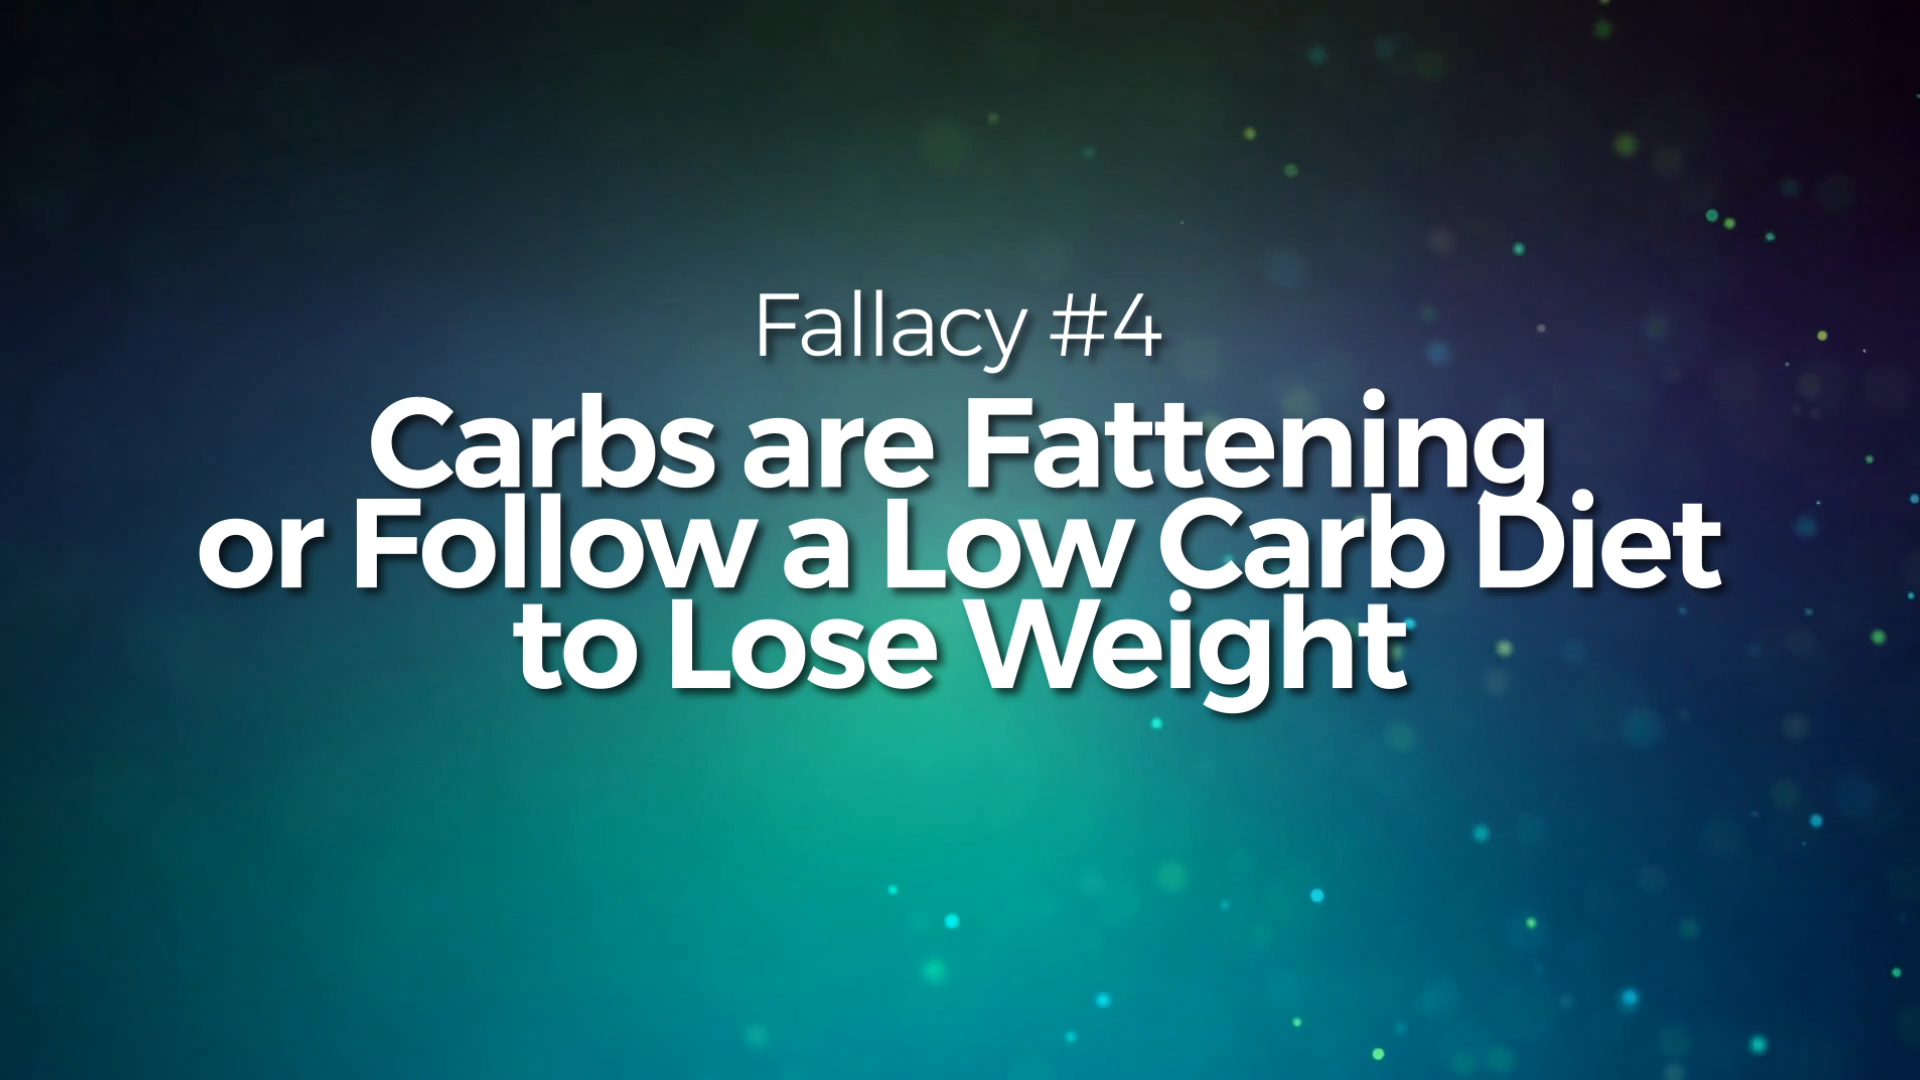 Fallacy #4
Carbs are Fattening
or Follow a Low Carb Diet
to Lose Weight